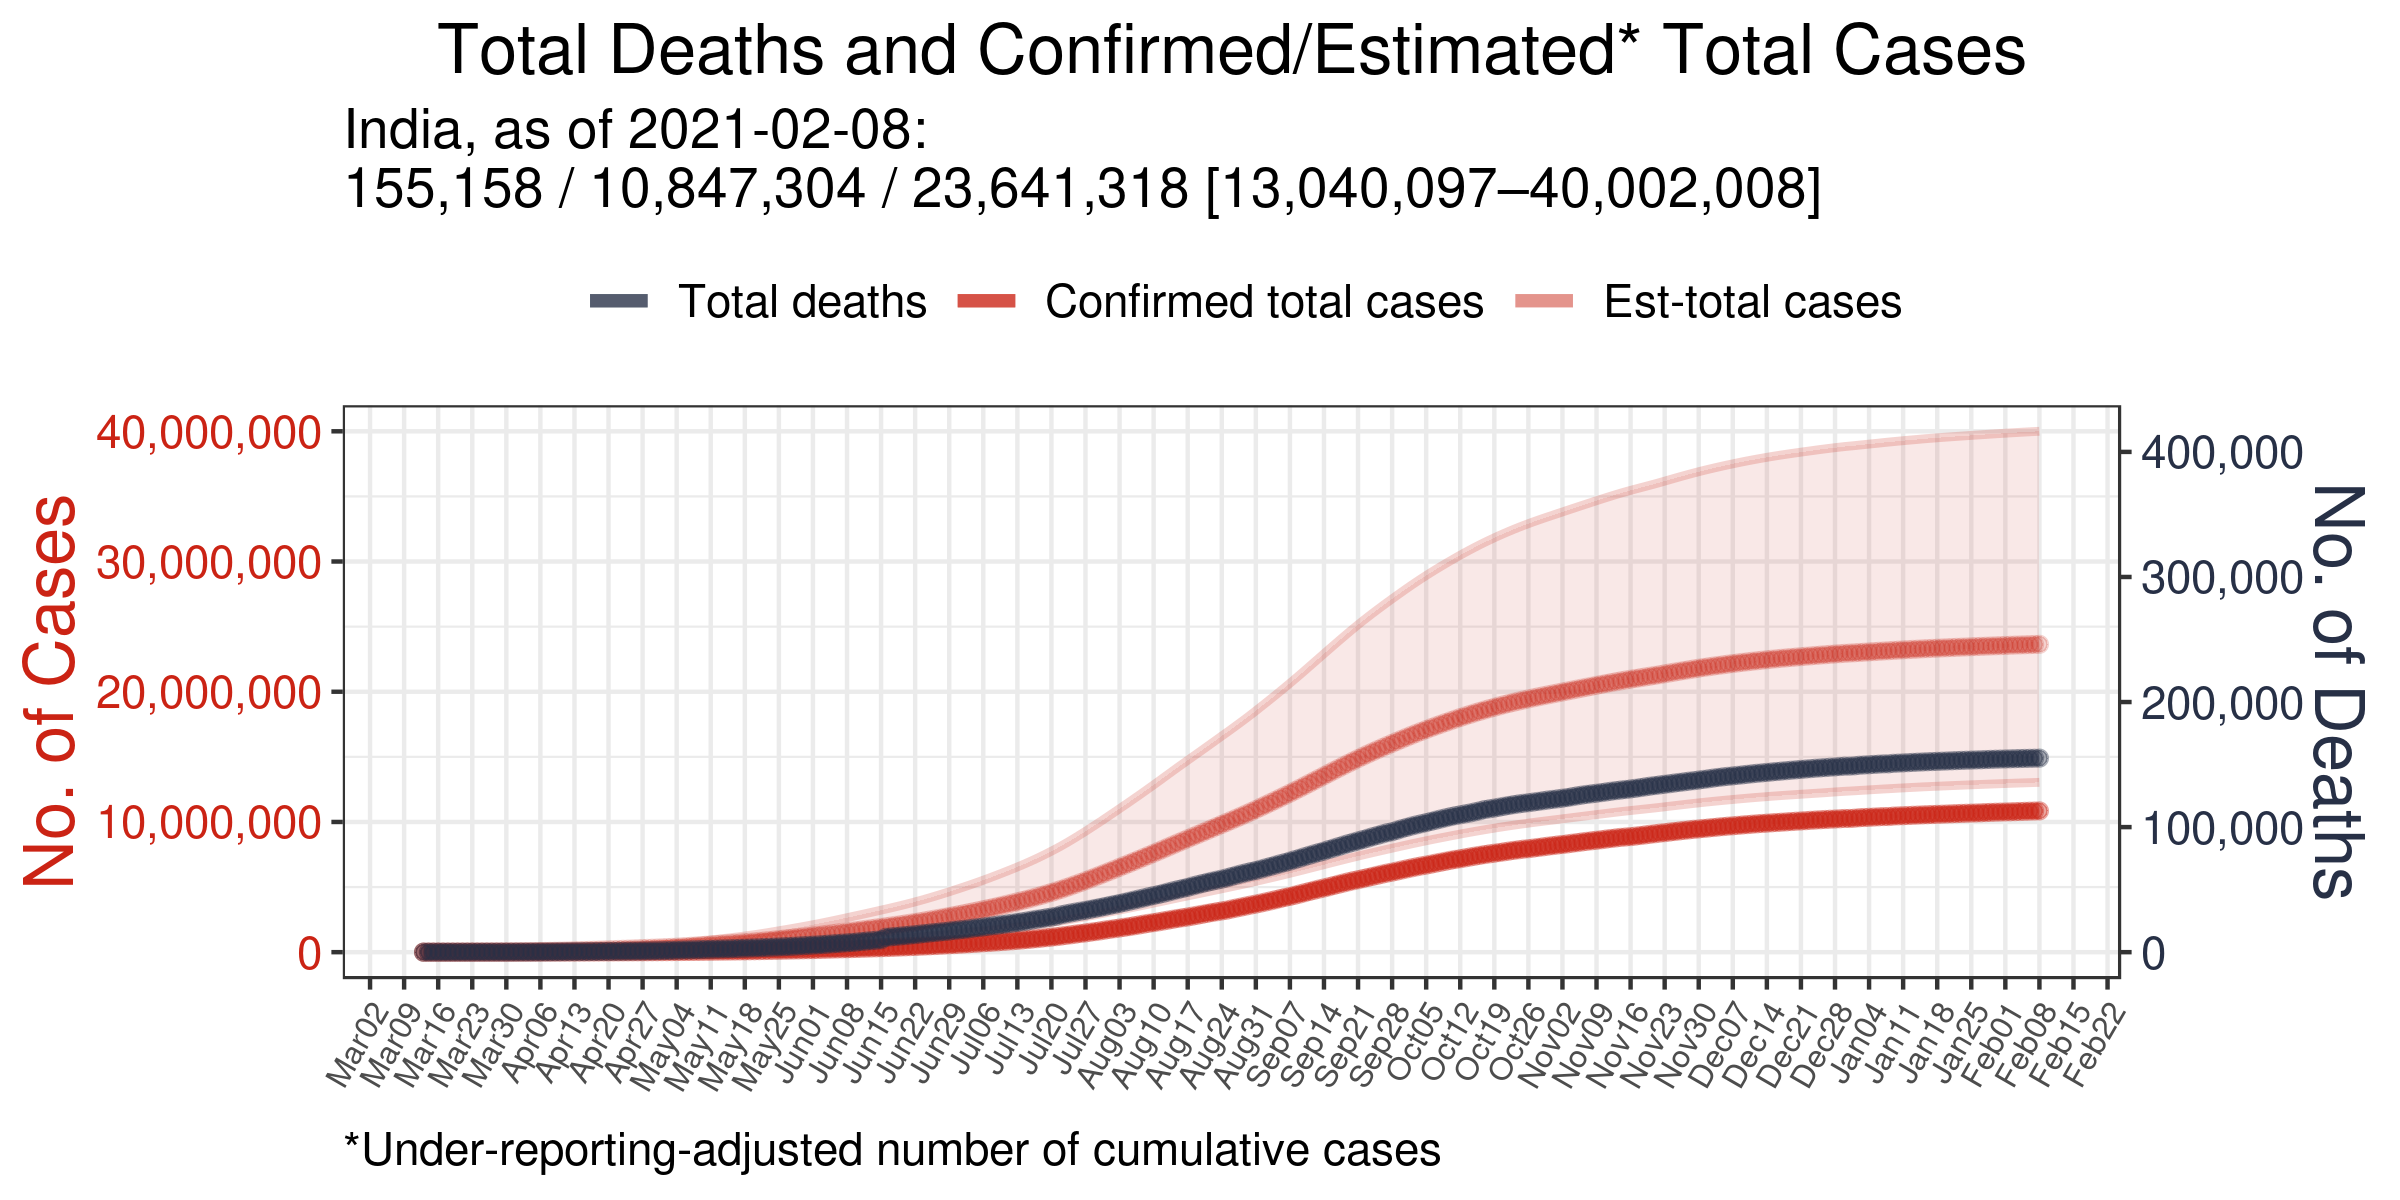 Total Deaths and Confirmed/Estimated* Total Cases
India, as of 2021-02-08:
155,158 / 10,847,304 / 23,641,318 [13,040,097–40,002,008]
Total deaths
Confirmed total cases
Est-total cases
No. of Cases
40,000,000
30,000,000
20,000,000
10,000,000
0
400,000
300,000
200,000
100,000
0
No. of Deaths
Mar02
Mar09
Mar16
Mar23
Mar30
Apr06
Apr13
Apr20
Apr27
May04
May11
May18
May25
Jun01
Jun08
Jun15
Jun22
Jun29
Jul06
Jul13
Jul20
Jul27
Aug03
Aug10
Aug17
Aug24
Aug31
Sep07
Sep14
Sep21
Sep28
Oct05
Oct12
Oct19
Oct26
Nov02
Nov09
Nov16
Nov23
Nov30
Dec07
Dec14
Dec21
Dec28
Jan04
Jan11
Jan18
Jan25
Feb01
Feb08
Feb15
Feb22
*Under-reporting-adjusted number of cumulative cases